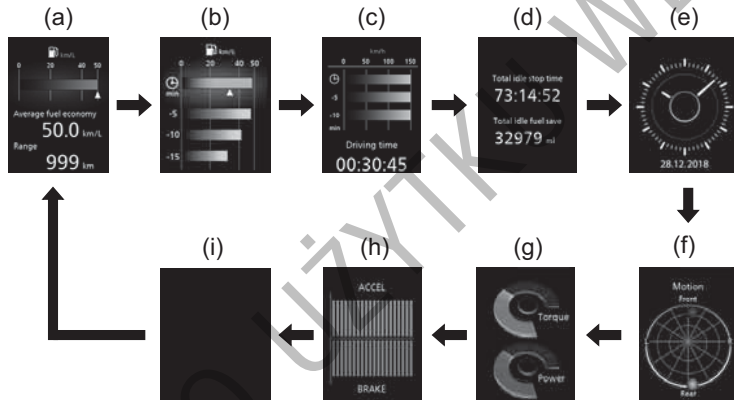 (a) (b) (c) (d) (e)
km/L
0 20 40 50
Average fuel economy
50.0 km/L
Range
999 km
km/L
0 20 40 50
min
-5
-10
-15
km/h
0 50 100 150
-5
-10
min
Driving time
00:30:45
Total idle stop time
73:14:52
Total idle fuel save
32979 ml
28.12.2018
(i) (h) (g) (f)
ACCEL
BRAKE
Torque
Power
Motion
Front
Rear
O UŻYTKU W